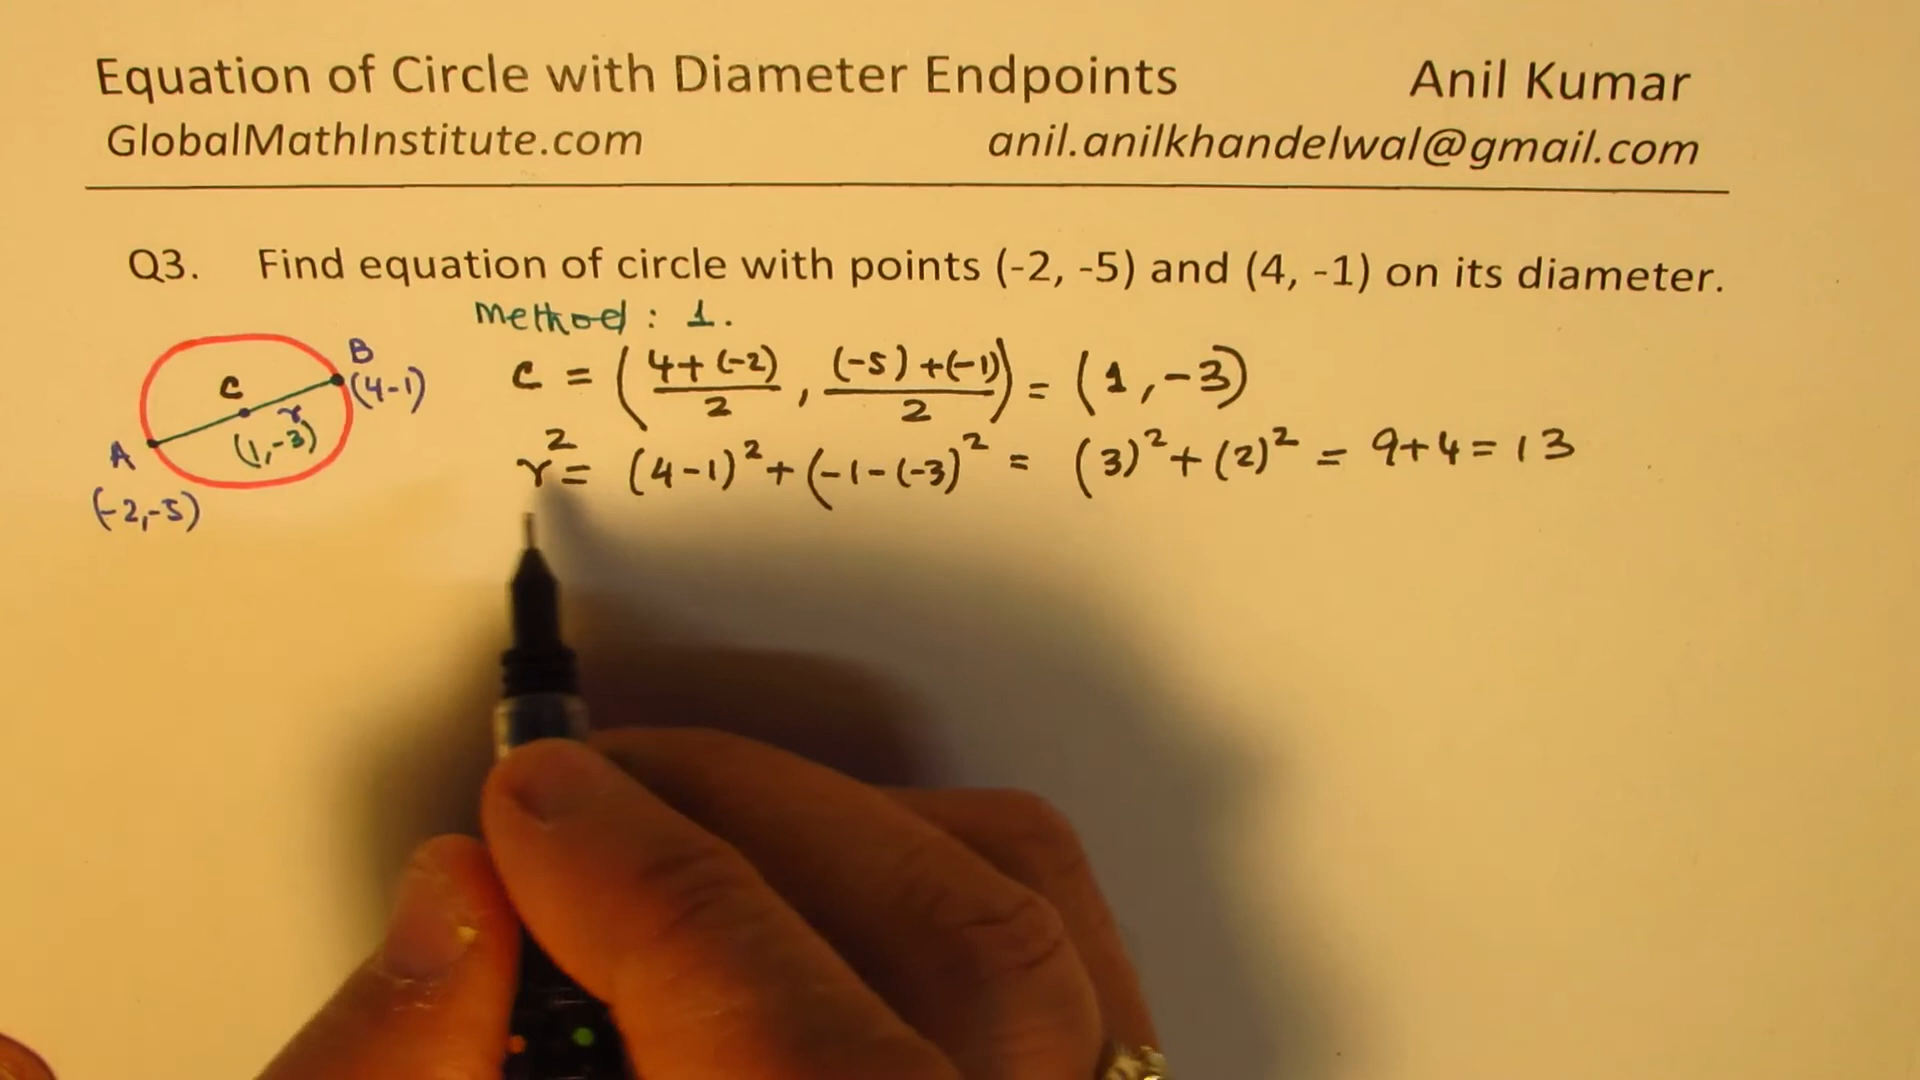 Equation of Circle with Diameter Endpoints Anil Kumar
GlobalMathInstitute.com anil.anilkhandelwal@gmail.com
Q3. Find equation of circle with points (-2, -5) and (4, -1) on its diameter.
Method : 1.
C = (4+(-2)/2 , (-5)+(-1)/2) = (1,-3)
r² = (4-1)² + (-1-(-3)² = (3)² + (2)² = 9+4 = 13
B
(4-1)
C
r
(1,-3)
A
(-2,-5)